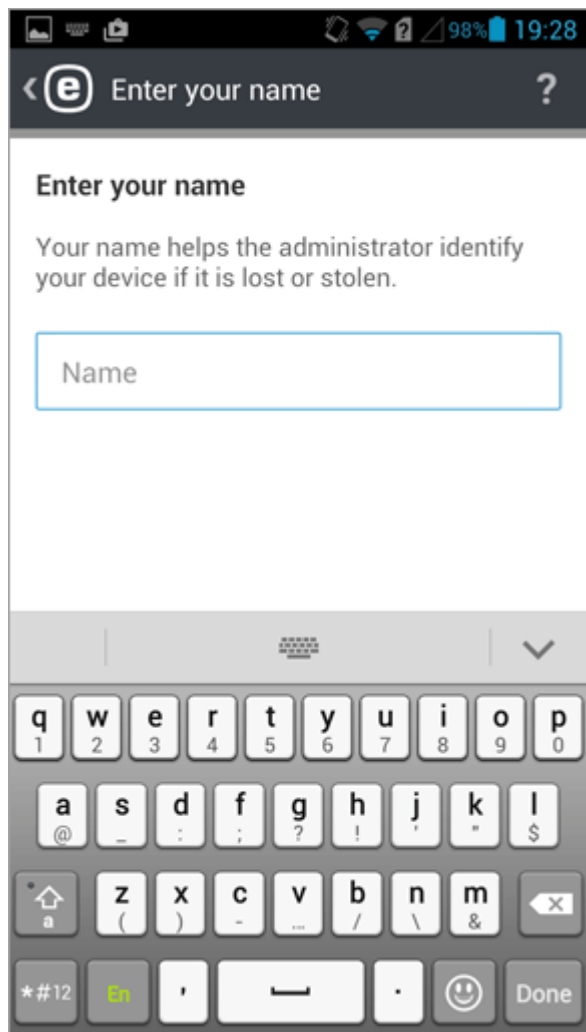 98% 19:28
e Enter your name ?
Enter your name
Your name helps the administrator identify
your device if it is lost or stolen.
Name
q w e r t y u i o p
1 2 3 4 5 6 7 8 9 0
a s d f g h j k l
@ _ : ; ? ! ' " $
a z x c v b n m
( ) - ... / \ &
*#12 En ' . Done